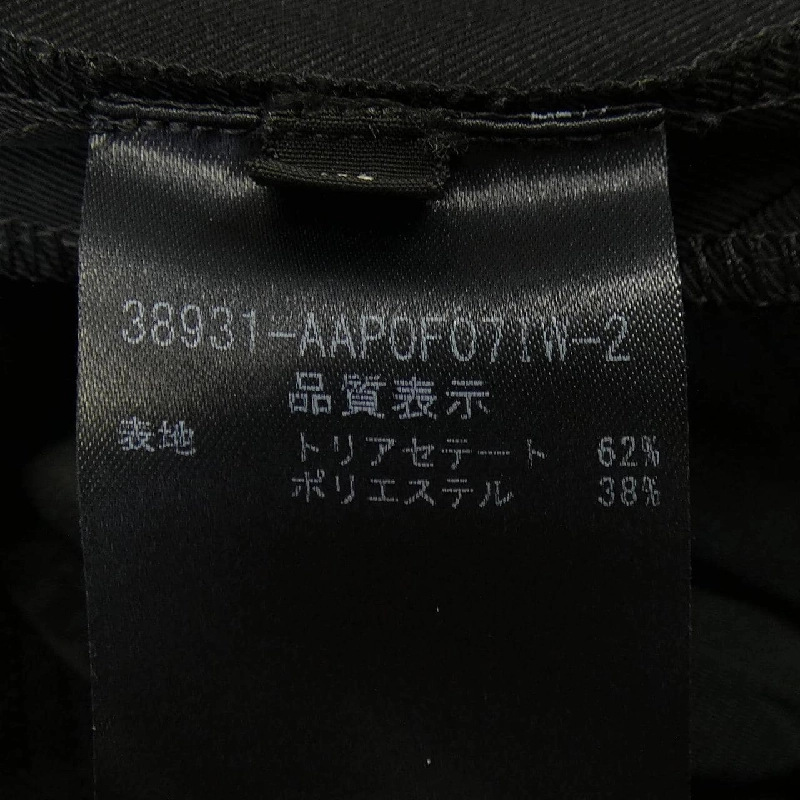 38931-AAP0F071W-2
品質表示
表地 トリアセテート 62%
ポリエステル 38%